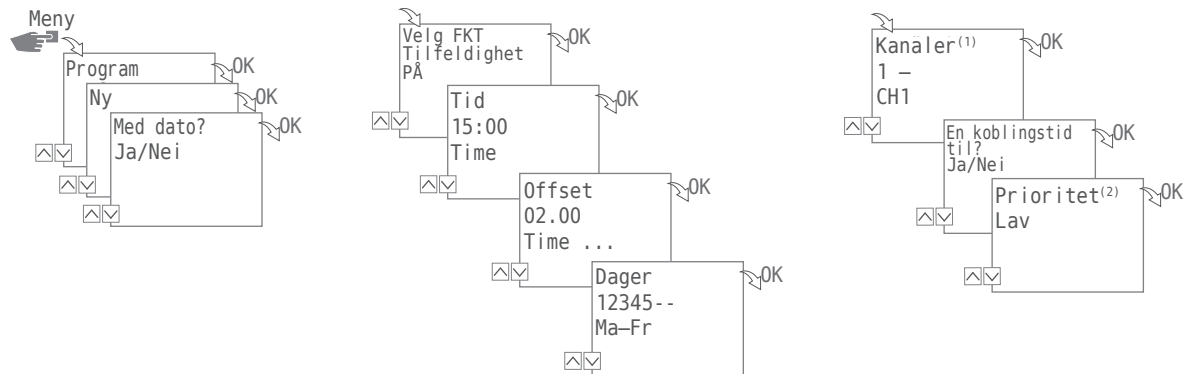 Meny
Program
OK
Ny
OK
Med dato?
OK
Ja/Nei
Velg FKT
OK
Tilfeldighet
PÅ
Tid
OK
15:00
Time
Offset
OK
02.00
Time ...
Dager
OK
12345--
Ma–Fr
Kanäler(1)
OK
1 –
CH1
En koblingstid
OK
til?
Ja/Nei
Prioritet(2)
OK
Lav